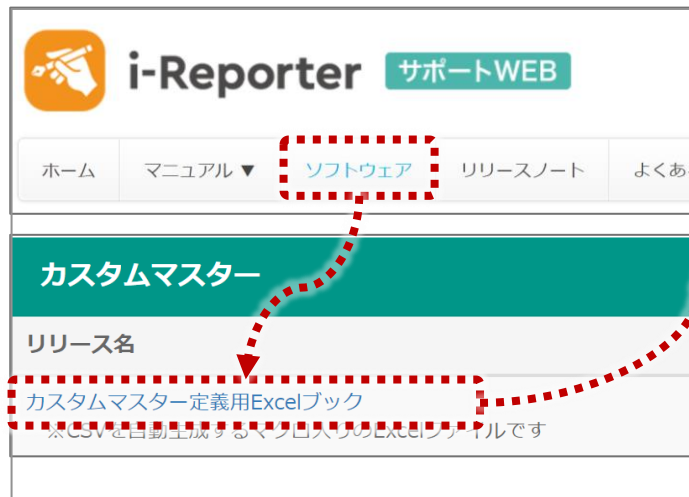 i-Reporter サポートWEB
ホーム マニュアル ▼ ソフトウェア リリースノート よくあ
カスタムマスター
リリース名
カスタムマスター定義用Excelブック
※CSVを自動生成するマクロ入りのExcelファイルです